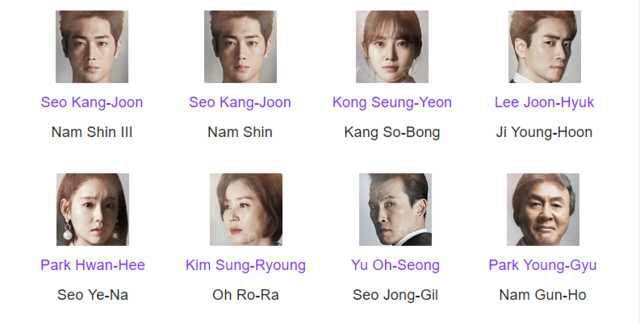 Seo Kang-Joon Seo Kang-Joon Kong Seung-Yeon Lee Joon-Hyuk
Nam Shin III Nam Shin Kang So-Bong Ji Young-Hoon
Park Hwan-Hee Kim Sung-Ryoung Yu Oh-Seong Park Young-Gyu
Seo Ye-Na Oh Ro-Ra Seo Jong-Gil Nam Gun-Ho